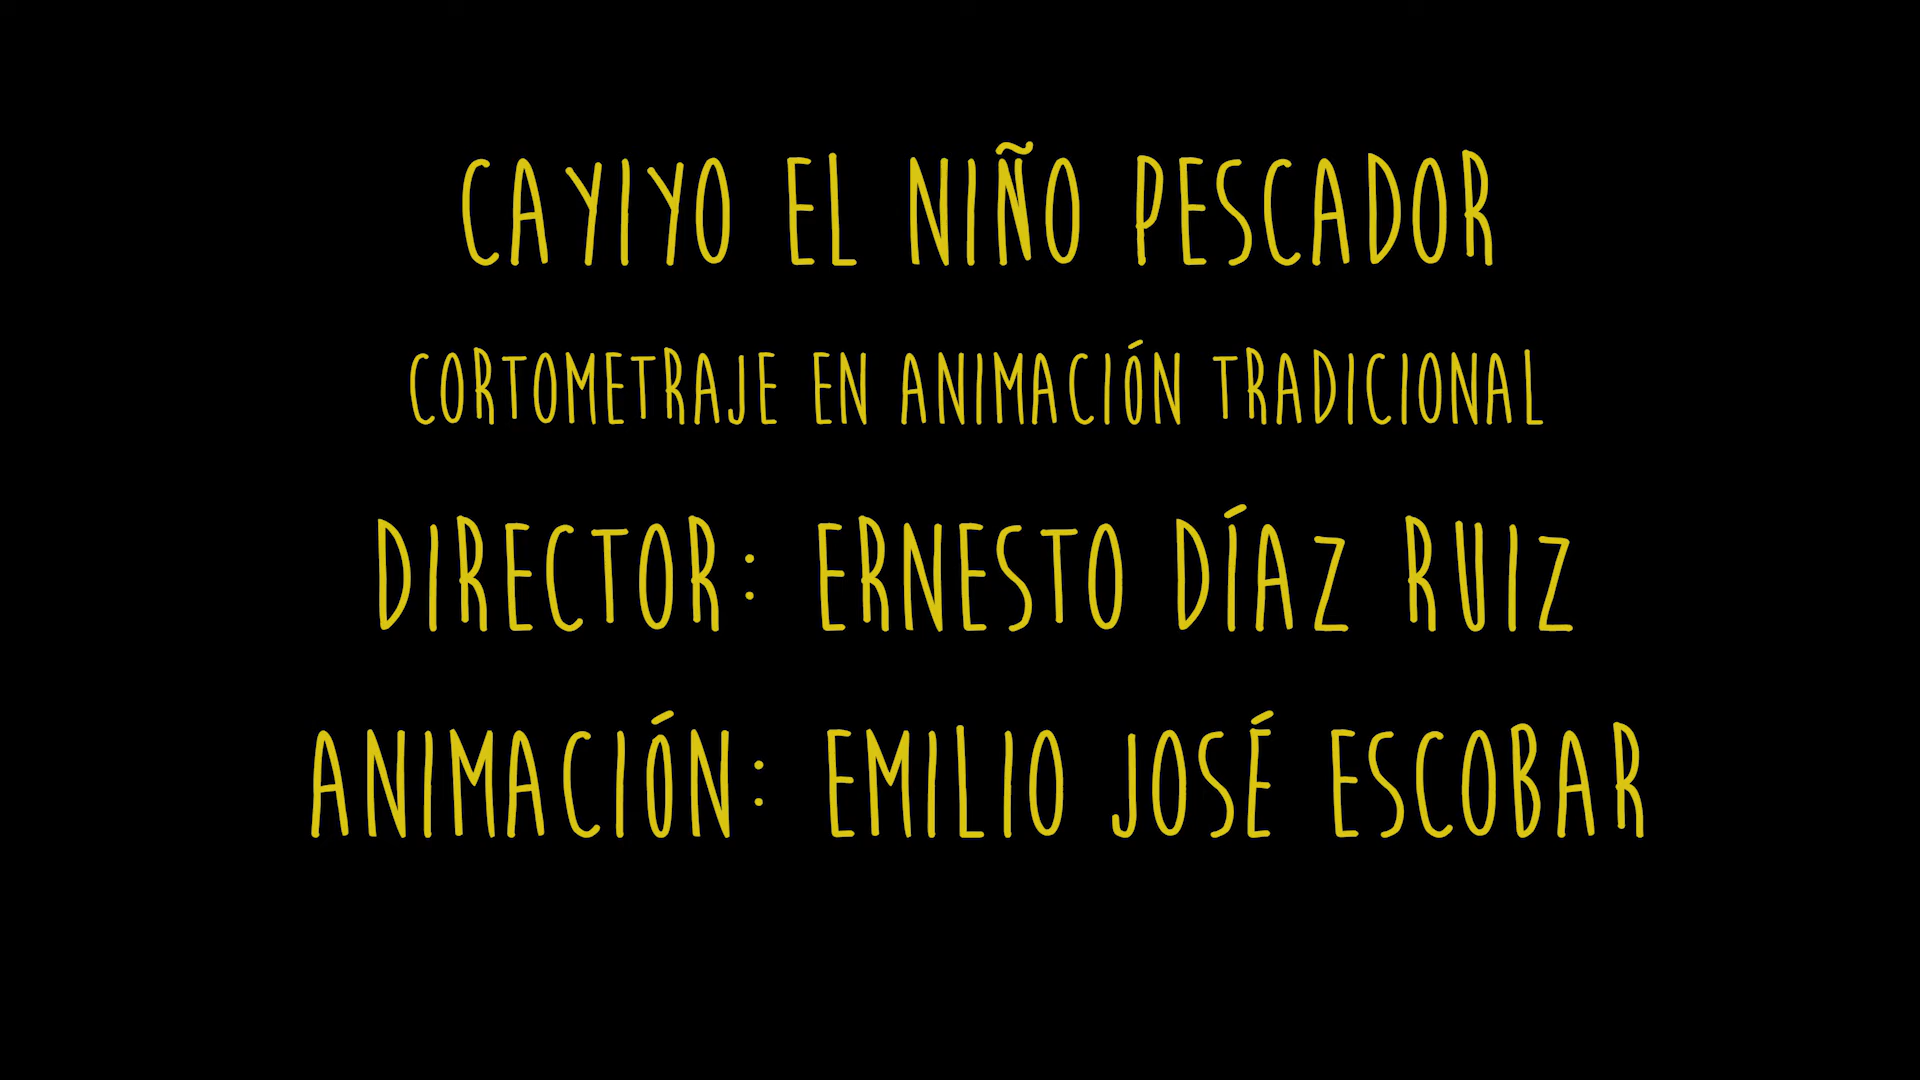 CAYIYO EL NIÑO PESCADOR
CORTOMETRAJE EN ANIMACIÓN TRADICIONAL
DIRECTOR: ERNESTO DÍAZ RUIZ
ANIMACIÓN: EMILIO JOSÉ ESCOBAR